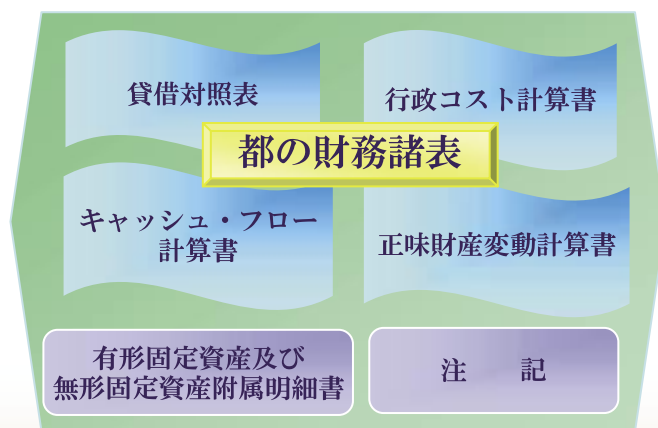 貸借対照表
行政コスト計算書
都の財務諸表
キャッシュ・フロー
計算書
正味財産変動計算書
有形固定資産及び
無形固定資産附属明細書
注　記